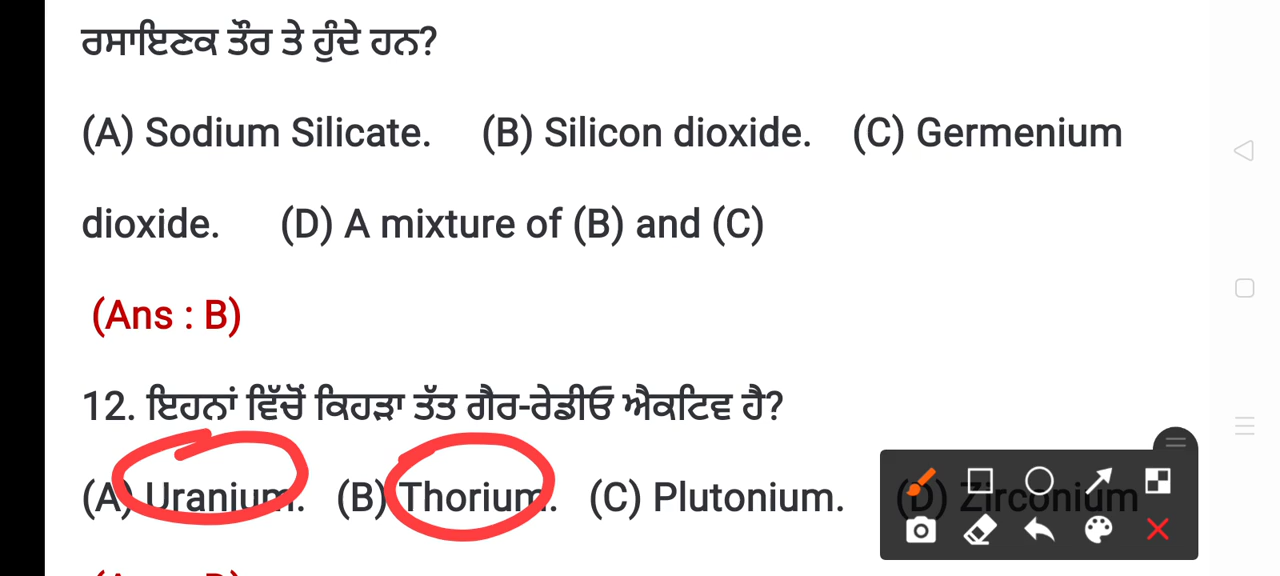 ਰਸਾਇਣਕ ਤੌਰ ਤੇ ਹੁੰਦੇ ਹਨ?
(A) Sodium Silicate. (B) Silicon dioxide. (C) Germenium
dioxide. (D) A mixture of (B) and (C)
(Ans : B)
12. ਇਹਨਾਂ ਵਿੱਚੋਂ ਕਿਹੜਾ ਤੱਤ ਗੈਰ-ਰੇਡੀਓ ਐਕਟਿਵ ਹੈ?
(A) Uranium. (B) Thorium. (C) Plutonium. (D) Zirconium